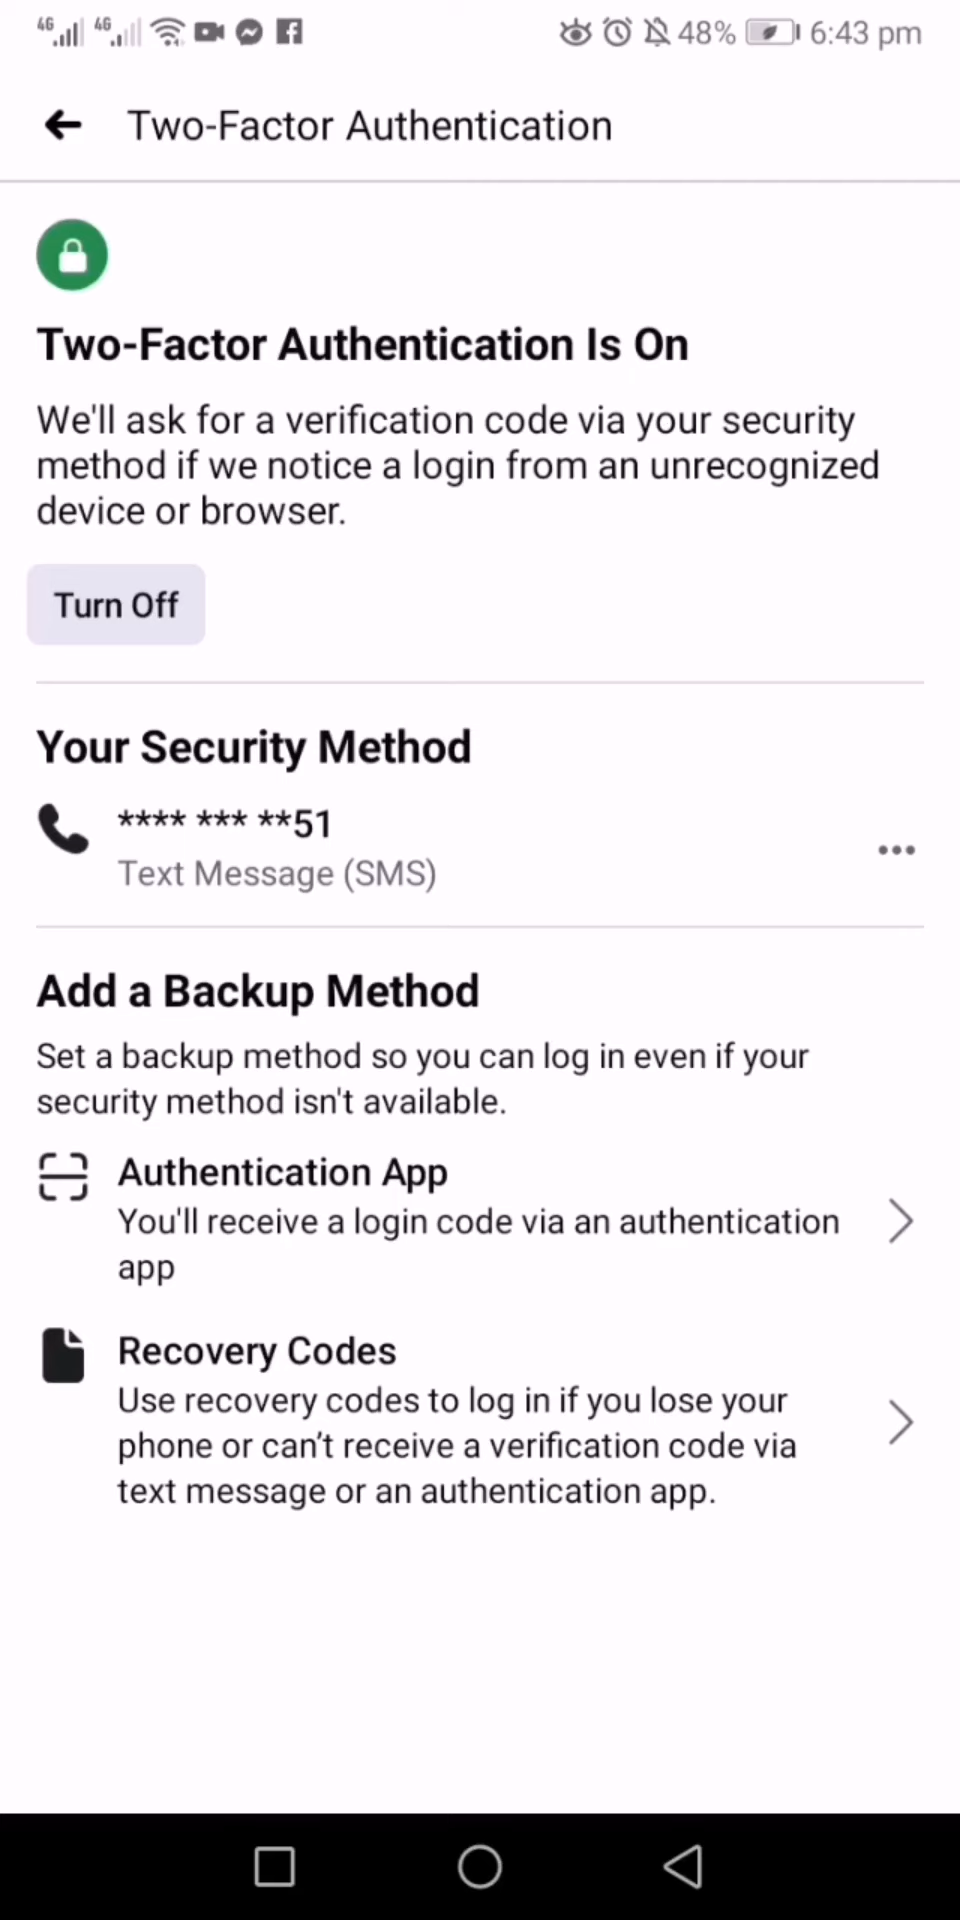 4G 4G 48% 6:43 pm
Two-Factor Authentication
Two-Factor Authentication Is On
We'll ask for a verification code via your security
method if we notice a login from an unrecognized
device or browser.
Turn Off
Your Security Method
**** *** **51
Text Message (SMS)
Add a Backup Method
Set a backup method so you can log in even if your
security method isn't available.
Authentication App
You'll receive a login code via an authentication
app
Recovery Codes
Use recovery codes to log in if you lose your
phone or can’t receive a verification code via
text message or an authentication app.